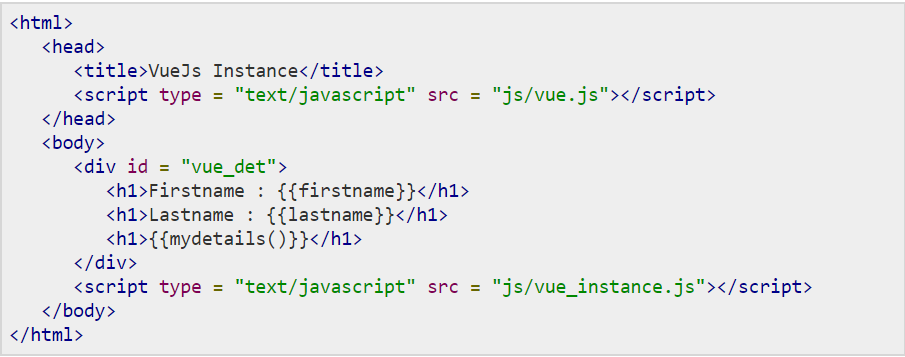 <html>
<head>
<title>VueJs Instance</title>
<script type = "text/javascript" src = "js/vue.js"></script>
</head>
<body>
<div id = "vue_det">
<h1>Firstname : {{firstname}}</h1>
<h1>Lastname : {{lastname}}</h1>
<h1>{{mydetails()}}</h1>
</div>
<script type = "text/javascript" src = "js/vue_instance.js"></script>
</body>
</html>